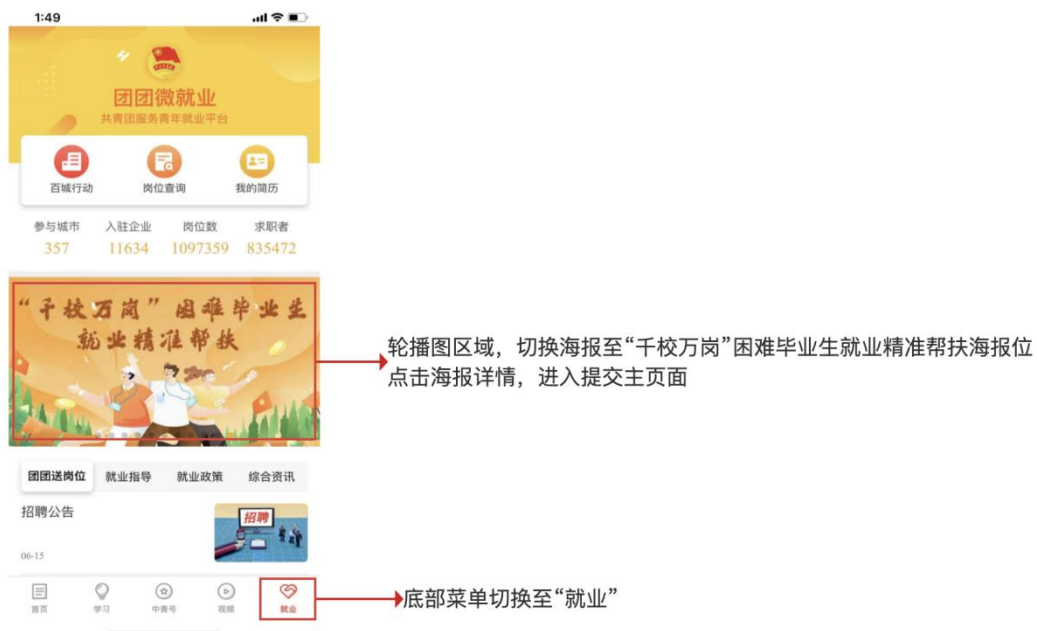 1:49
团团微就业
共青团服务青年就业平台
百城行动 岗位查询 我的简历
参与城市 入驻企业 岗位数 求职者
357 11634 1097359 835472
“千校万岗”困难毕业生
就业精准帮扶
轮播图区域，切换海报至“千校万岗”困难毕业生就业精准帮扶海报位
点击海报详情，进入提交主页面
团团送岗位 就业指导 就业政策 综合资讯
招聘公告
招聘
06-15
首页 学习 中青号 视频 就业
底部菜单切换至“就业”